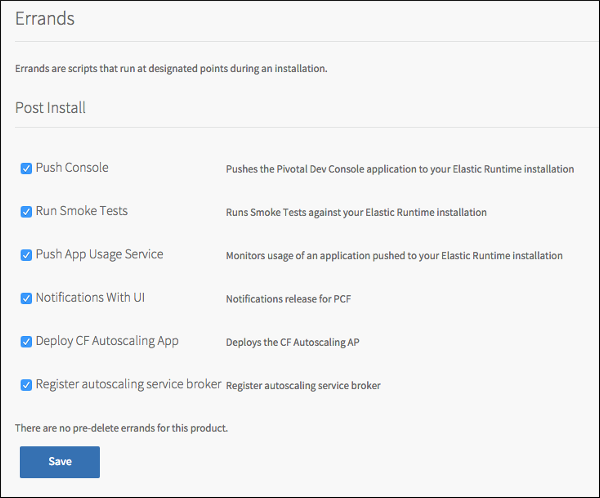 Errands
Errands are scripts that run at designated points during an installation.
Post Install
Push Console Pushes the Pivotal Dev Console application to your Elastic Runtime installation
Run Smoke Tests Runs Smoke Tests against your Elastic Runtime installation
Push App Usage Service Monitors usage of an application pushed to your Elastic Runtime installation
Notifications With UI Notifications release for PCF
Deploy CF Autoscaling App Deploys the CF Autoscaling AP
Register autoscaling service broker Register autoscaling service broker
There are no pre-delete errands for this product.
Save